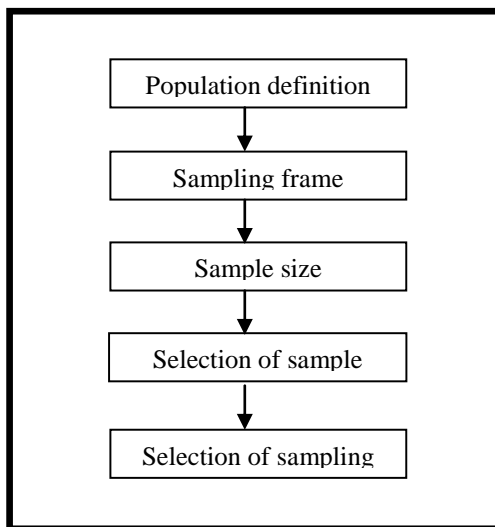 Population definition
Sampling frame
Sample size
Selection of sample
Selection of sampling